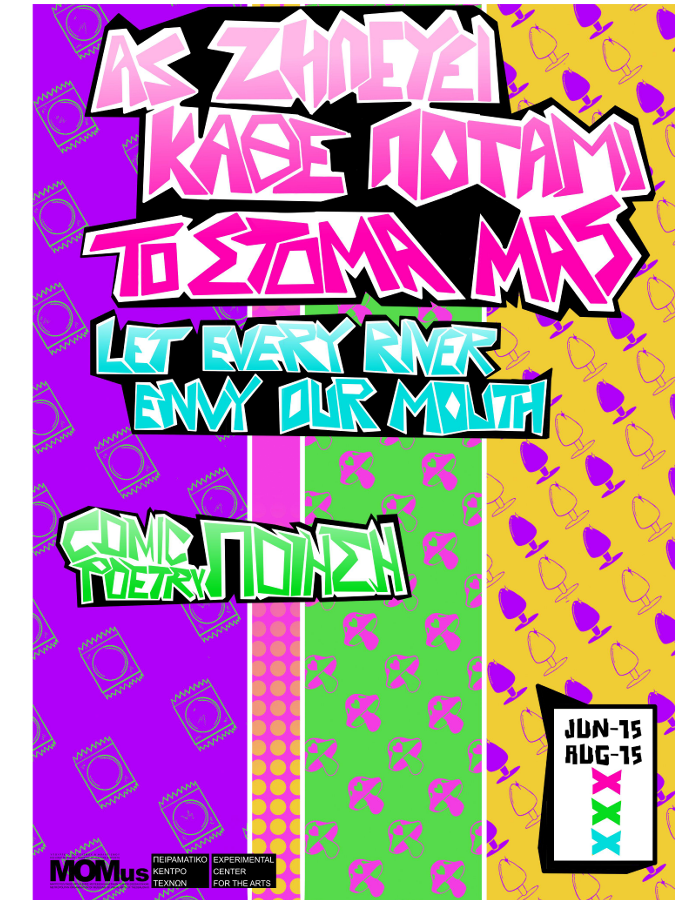 ΑΣ ΖΗΛΕΥΕΙ
ΚΑΘΕ ΠΟΤΑΜΙ
ΤΟ ΣΤΟΜΑ ΜΑΣ
LET EVERY RIVER
ENVY OUR MOUTH
COMIC
POETRY ΠΟΙΗΣΗ
JUN-15
AUG-15
XXX
MOMus
ΠΕΙΡΑΜΑΤΙΚΟ
ΚΕΝΤΡΟ
ΤΕΧΝΩΝ
EXPERIMENTAL
CENTER
FOR THE ARTS